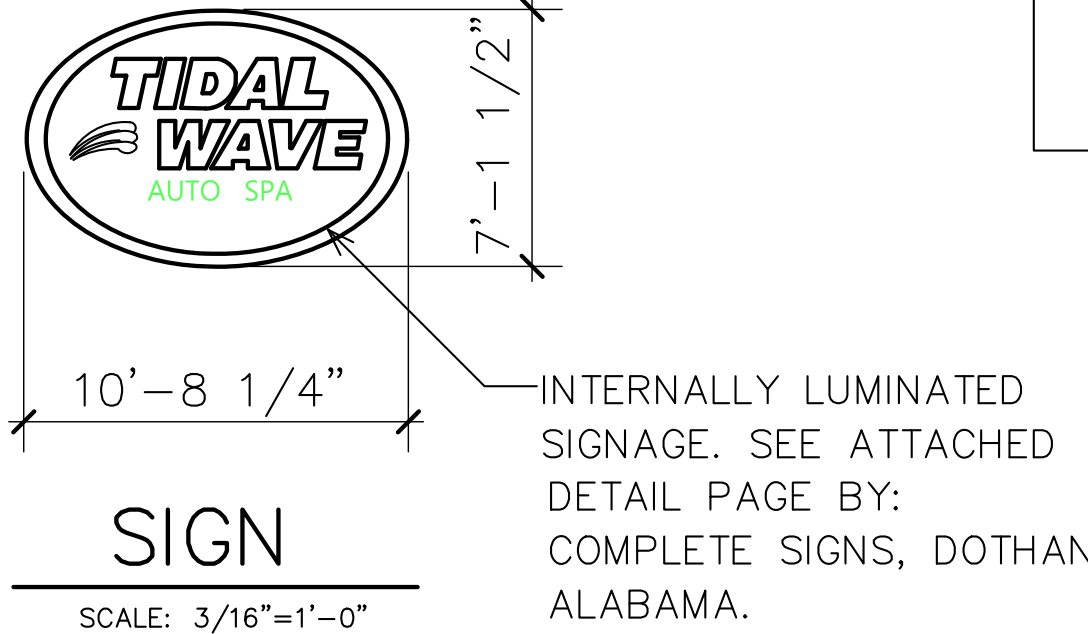 TIDAL
WAVE
AUTO SPA
7'-1 1/2"
10'-8 1/4"
INTERNALLY LUMINATED
SIGNAGE. SEE ATTACHED
DETAIL PAGE BY:
COMPLETE SIGNS, DOTHAN
ALABAMA.
SIGN
SCALE: 3/16"=1'-0"